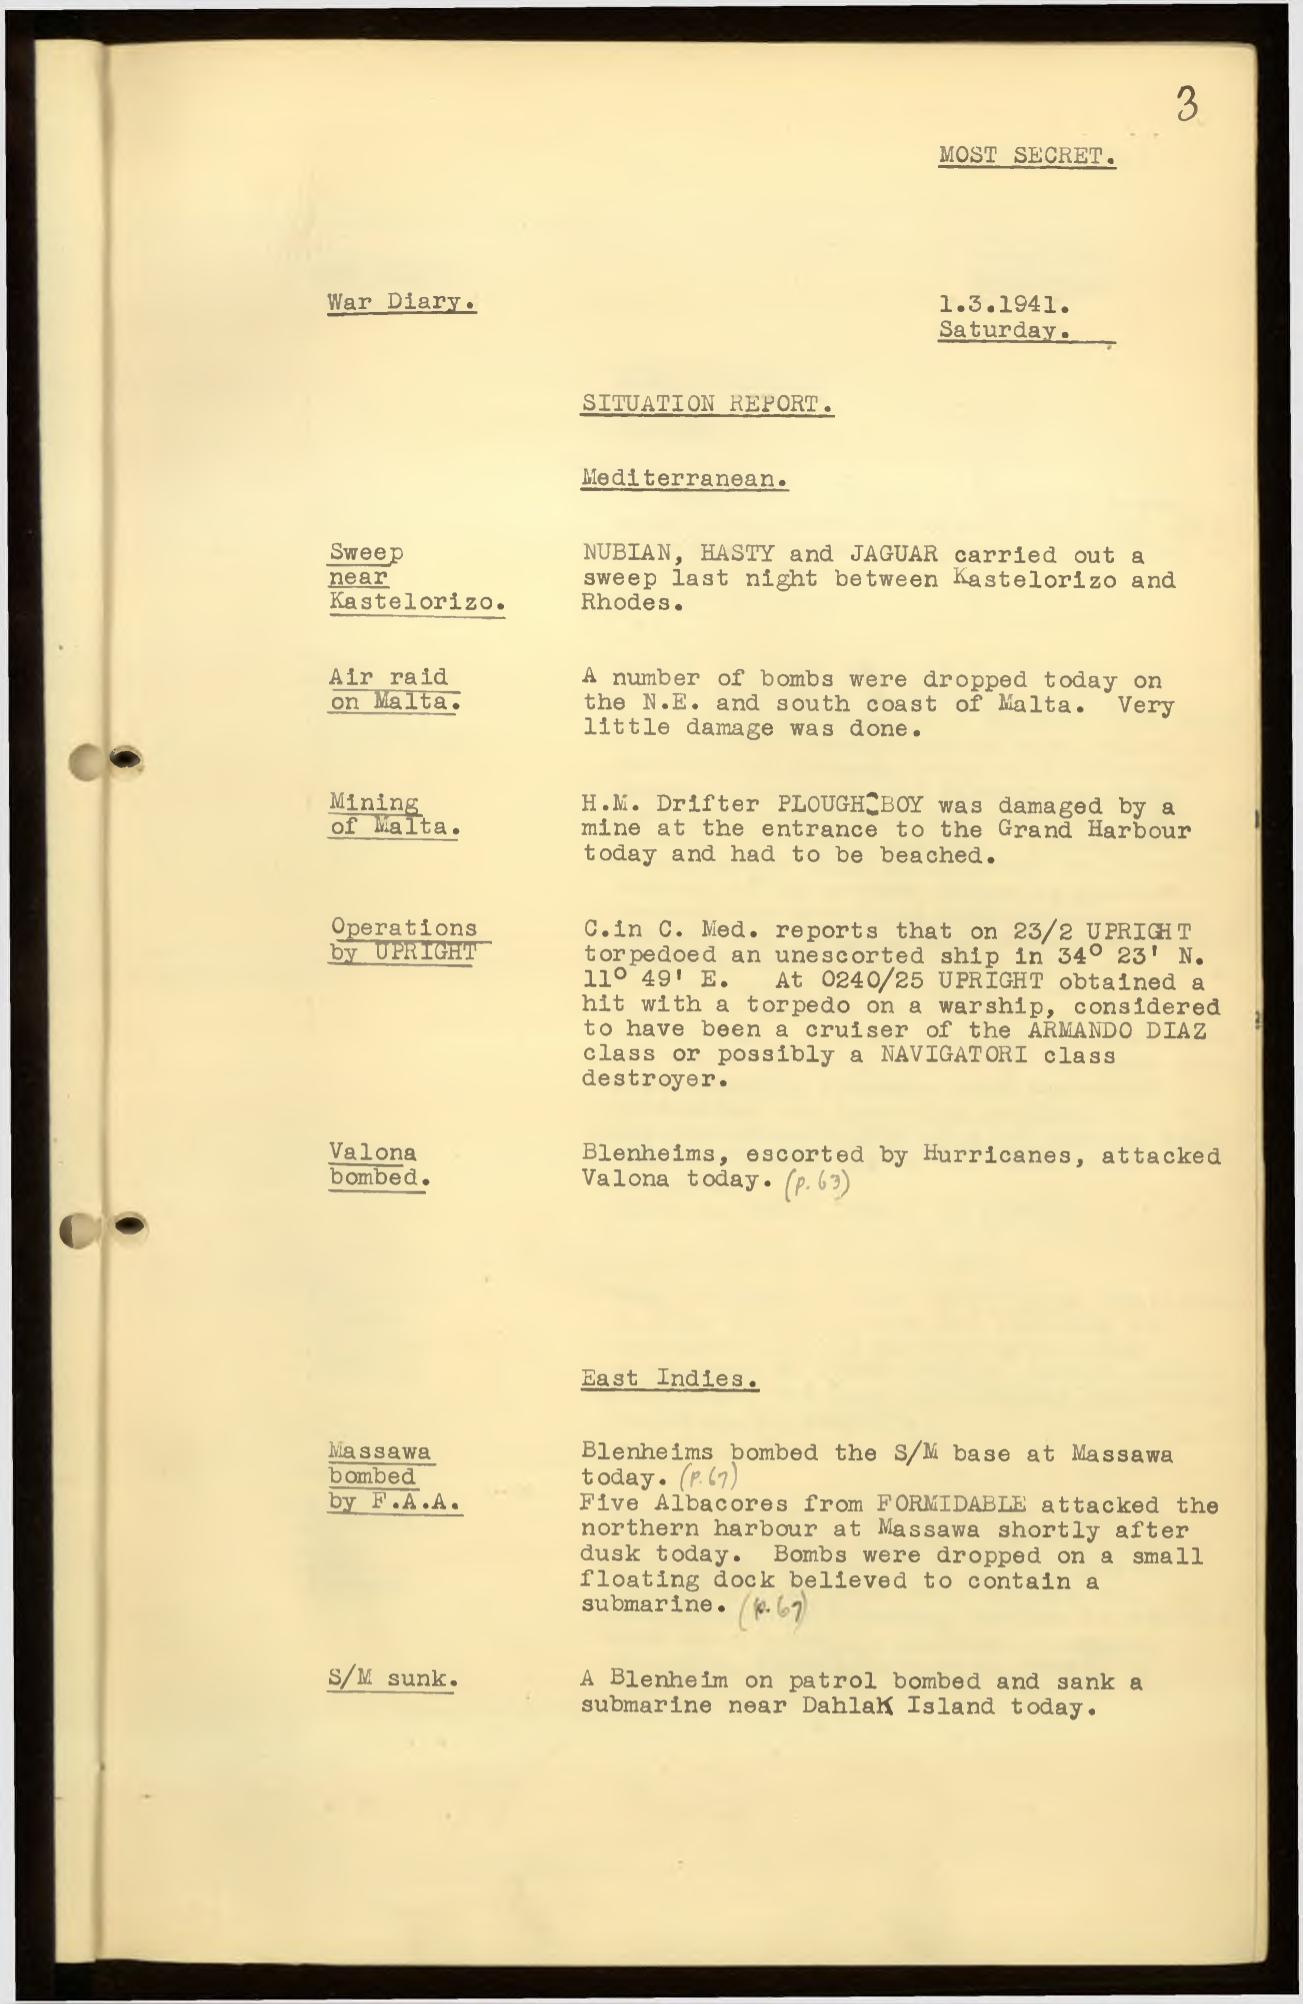 3
MOST SECRET.
War Diary.
1.3.1941.
Saturday.
SITUATION REPORT.
Mediterranean.
Sweep
near
Kastelorizo.
NUBIAN, HASTY and JAGUAR carried out a
sweep last night between Kastelorizo and
Rhodes.
Air raid
on Malta.
A number of bombs were dropped today on
the N.E. and south coast of Malta. Very
little damage was done.
Mining
of Malta.
H.M. Drifter PLOUGH BOY was damaged by a
mine at the entrance to the Grand Harbour
today and had to be beached.
Operations
by UPRIGHT
C.in C. Med. reports that on 23/2 UPRIGHT
torpedoed an unescorted ship in 34° 23' N.
11° 49' E. At 0240/25 UPRIGHT obtained a
hit with a torpedo on a warship, considered
to have been a cruiser of the ARMANDO DIAZ
class or possibly a NAVIGATORI class
destroyer.
Valona
bombed.
Blenheims, escorted by Hurricanes, attacked
Valona today. (p.63)
East Indies.
Massawa
bombed
by F.A.A.
Blenheims bombed the S/M base at Massawa
today. (p.67)
Five Albacores from FORMIDABLE attacked the
northern harbour at Massawa shortly after
dusk today. Bombs were dropped on a small
floating dock believed to contain a
submarine. (p.67)
S/M sunk.
A Blenheim on patrol bombed and sank a
submarine near Dahlak Island today.